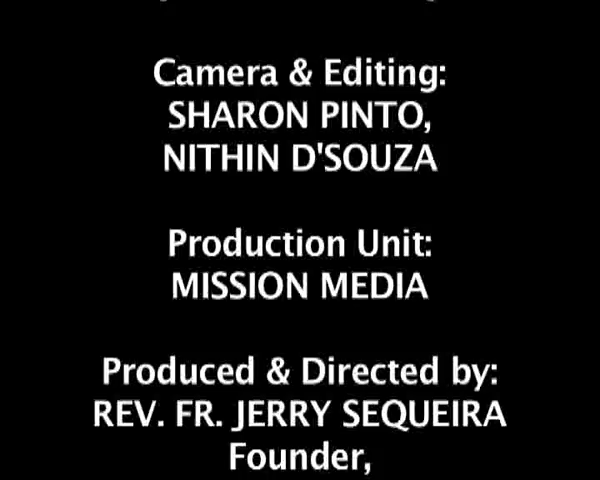 Camera & Editing:
SHARON PINTO,
NITHIN D'SOUZA
Production Unit:
MISSION MEDIA
Produced & Directed by:
REV. FR. JERRY SEQUEIRA
Founder,